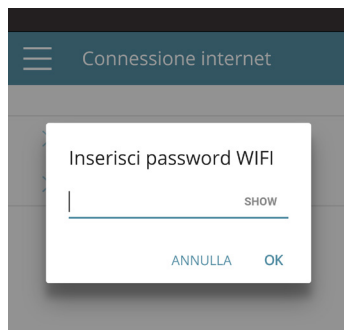 Connessione internet
Inserisci password WIFI
SHOW
ANNULLA OK